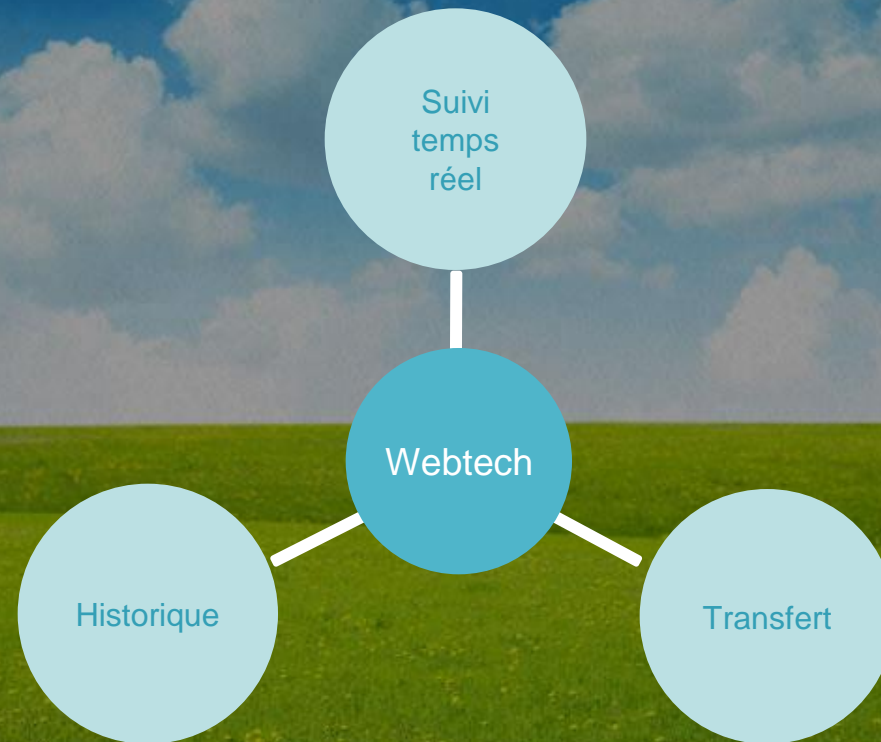 Suivi
temps
réel
Webtech
Historique
Transfert